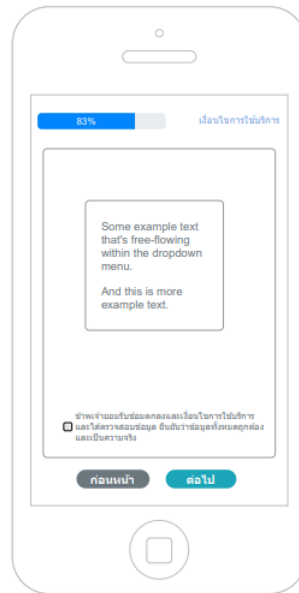 83%
เงื่อนไขการใช้บริการ
Some example text
that's free-flowing
within the dropdown
menu.
And this is more
example text.
ข้าพเจ้ายอมรับข้อตกลงและเงื่อนไขการใช้บริการ
และได้ตรวจสอบข้อมูล ยืนยันว่าข้อมูลทั้งหมดถูกต้อง
และเป็นความจริง
ก่อนหน้า
ต่อไป